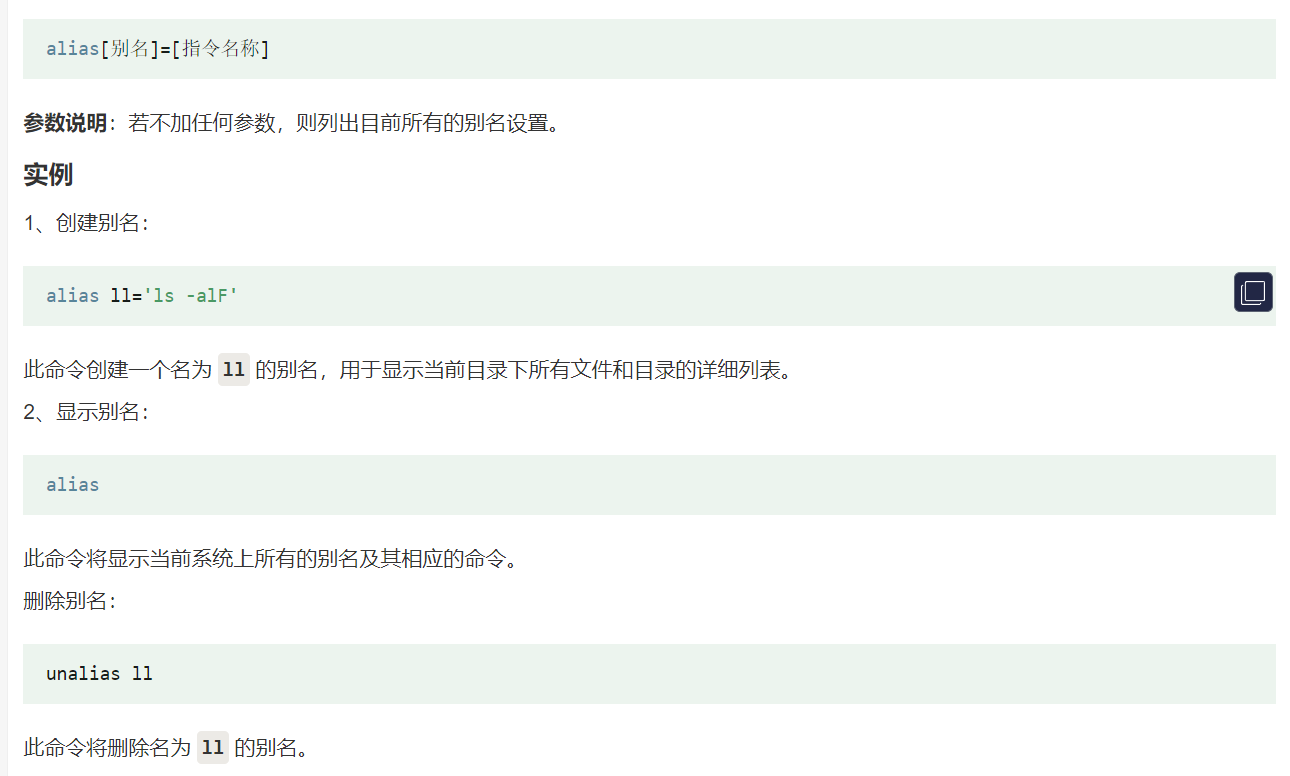 alias[别名]=[指令名称]
参数说明：若不加任何参数，则列出目前所有的别名设置。
实例
1、创建别名：
alias ll='ls -alF'
此命令创建一个名为 ll 的别名，用于显示当前目录下所有文件和目录的详细列表。
2、显示别名：
alias
此命令将显示当前系统上所有的别名及其相应的命令。
删除别名：
unalias ll
此命令将删除名为 ll 的别名。